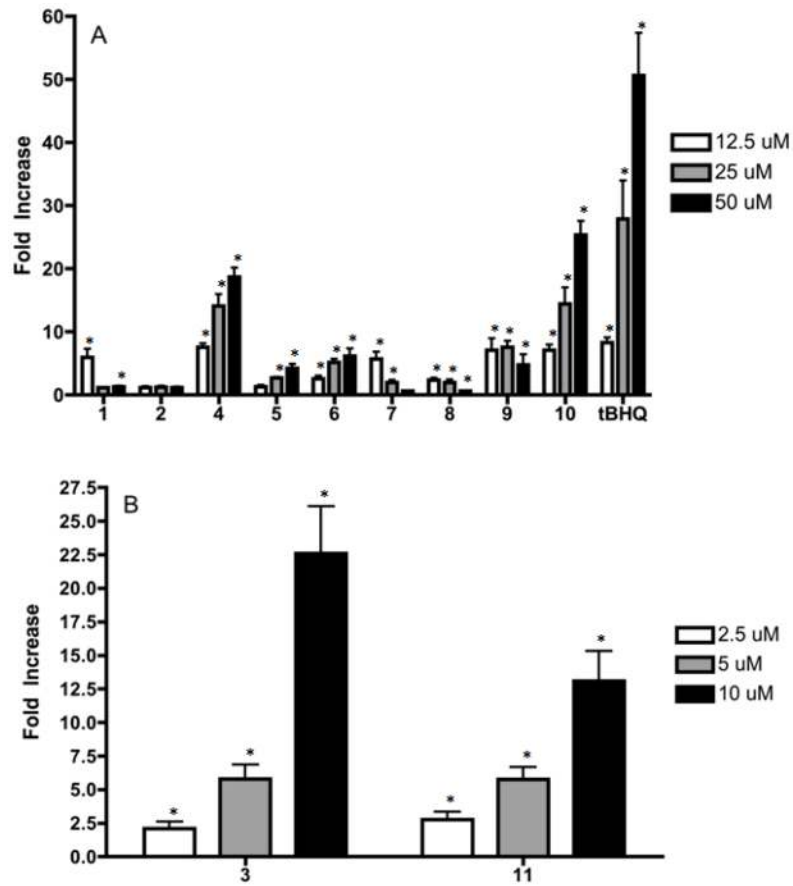 A
Fold Increase
60
50
40
30
20
10
0
* * * * * * * * * * * * * * * * * * * * * * *
1 2 4 5 6 7 8 9 10 tBHQ
12.5 uM
25 uM
50 uM
B
Fold Increase
27.5
25.0
22.5
20.0
17.5
15.0
12.5
10.0
7.5
5.0
2.5
0.0
* * * * * *
3 11
2.5 uM
5 uM
10 uM